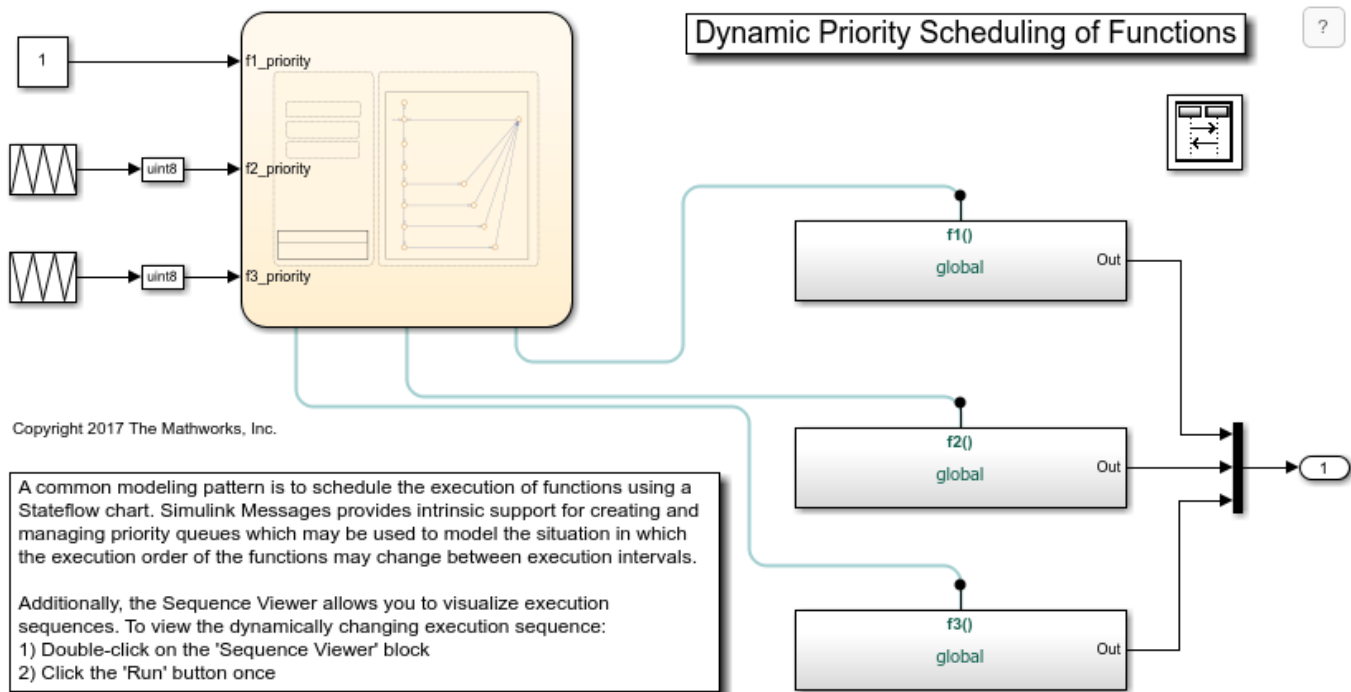 Dynamic Priority Scheduling of Functions
?
1
f1_priority
uint8
f2_priority
uint8
f3_priority
f1()
global
Out
f2()
global
Out
1
f3()
global
Out
Copyright 2017 The Mathworks, Inc.
A common modeling pattern is to schedule the execution of functions using a
Stateflow chart. Simulink Messages provides intrinsic support for creating and
managing priority queues which may be used to model the situation in which
the execution order of the functions may change between execution intervals.
Additionally, the Sequence Viewer allows you to visualize execution
sequences. To view the dynamically changing execution sequence:
1) Double-click on the 'Sequence Viewer' block
2) Click the 'Run' button once